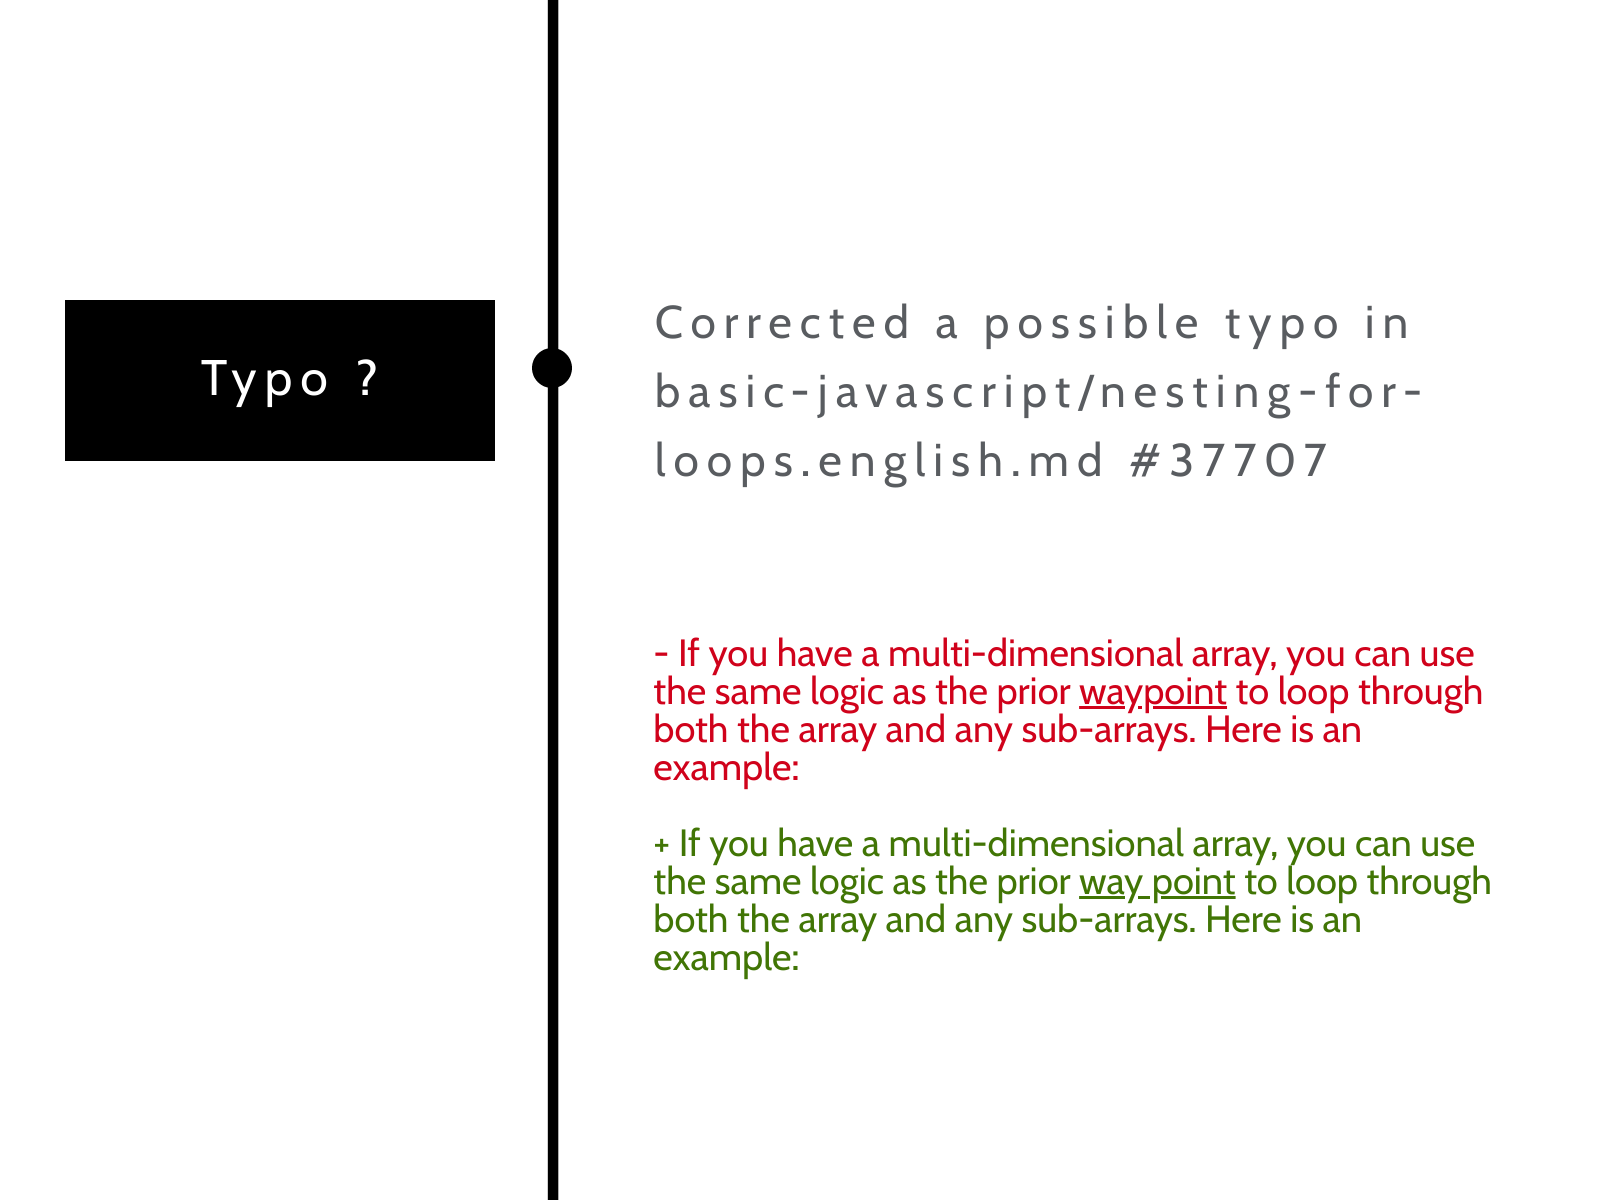 Typo ?
Corrected a possible typo in
basic-javascript/nesting-for-
loops.english.md #37707
- If you have a multi-dimensional array, you can use
the same logic as the prior waypoint to loop through
both the array and any sub-arrays. Here is an
example:
+ If you have a multi-dimensional array, you can use
the same logic as the prior way point to loop through
both the array and any sub-arrays. Here is an
example: